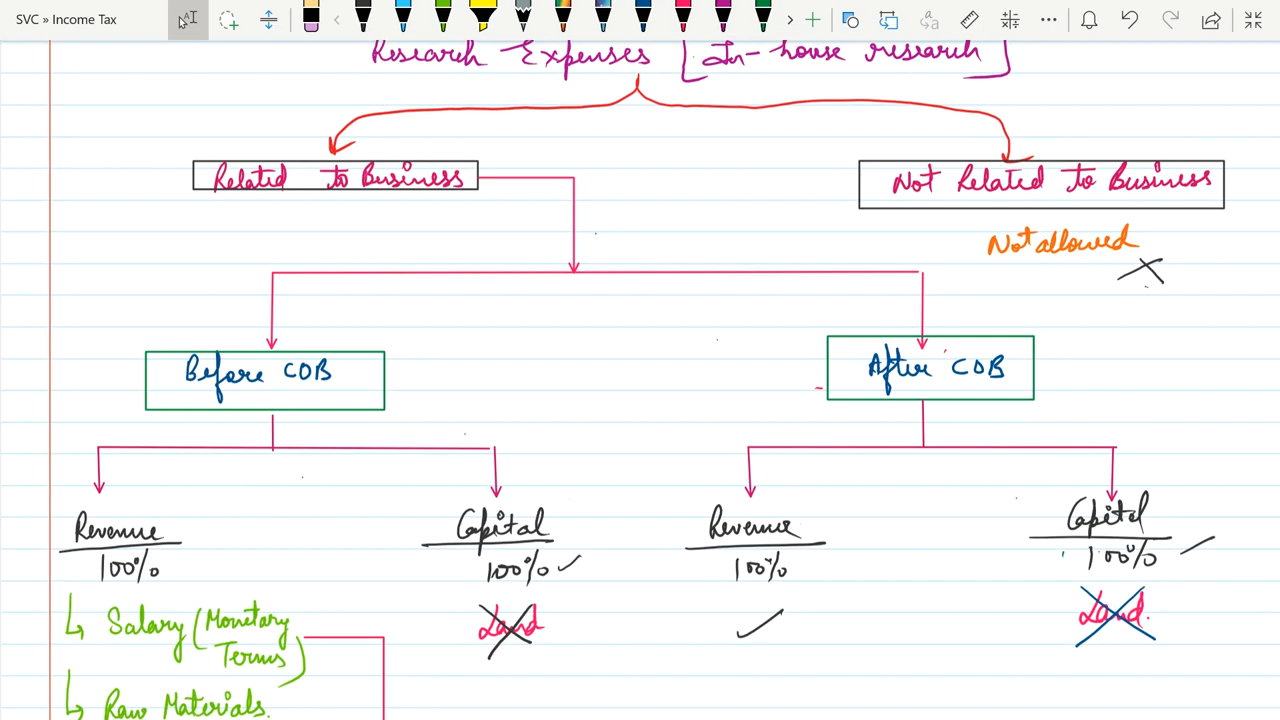 SVC » Income Tax
Research Expenses [In-house research]
Related To Business
Not Related To Business
Not allowed
Before COB
After COB
Revenue
100%
Capital
100%
Revenue
100%
Capital
100%
Land
Land.
Salary (Monetary
Terms)
Raw Materials.